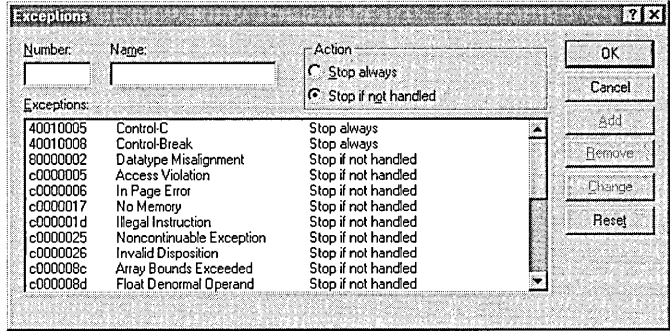 Exceptions
Number:
Name:
Action
Stop always
Stop if not handled
OK
Cancel
Add
Remove
Change
Reset
Exceptions:
40010005 Control-C Stop always
40010008 Control-Break Stop always
80000002 Datatype Misalignment Stop if not handled
c0000005 Access Violation Stop if not handled
c0000006 In Page Error Stop if not handled
c0000017 No Memory Stop if not handled
c000001d Illegal Instruction Stop if not handled
c0000025 Noncontinuable Exception Stop if not handled
c0000026 Invalid Disposition Stop if not handled
c000008c Array Bounds Exceeded Stop if not handled
c000008d Float Denormal Operand Stop if not handled